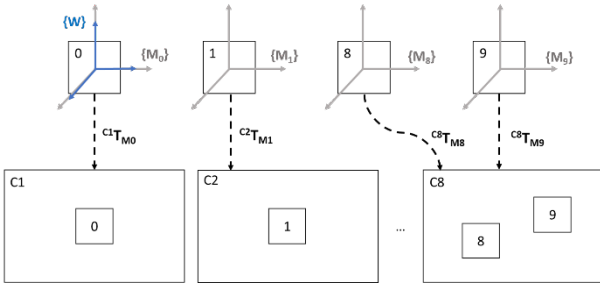 {W}
0
{M₀}
1
{M₁}
8
{M₈}
9
{M₉}
C1TM0
C2TM1
C8TM8
C8TM9
C1
0
C2
1
...
C8
8
9